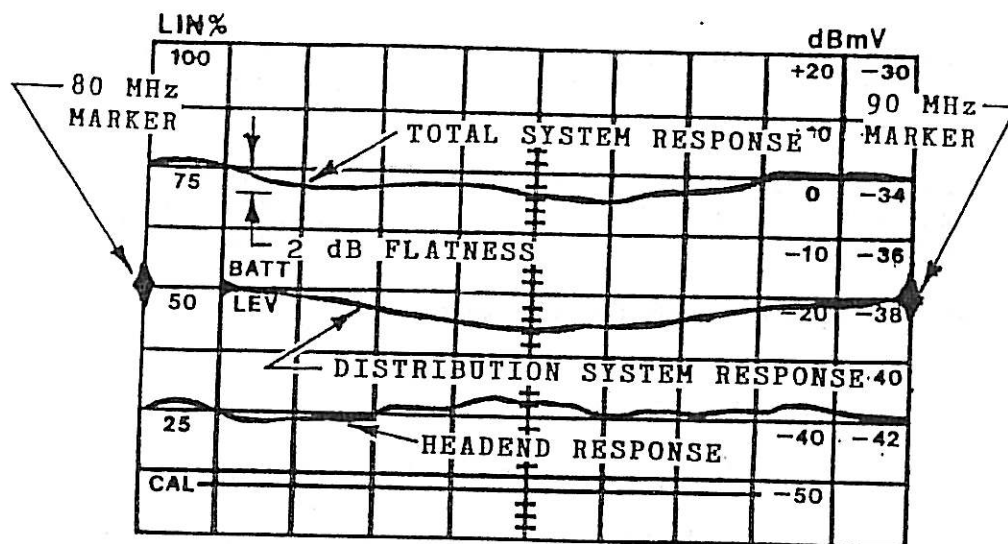 LIN%
dBmV
100
+20 -30
80 MHz
MARKER
90 MHz
MARKER
TOTAL SYSTEM RESPONSE
75
0 -34
2 dB FLATNESS
-10 -36
BATT
LEV
50
-20 -38
DISTRIBUTION SYSTEM RESPONSE
40
25
-40 -42
HEADEND RESPONSE
CAL
-50